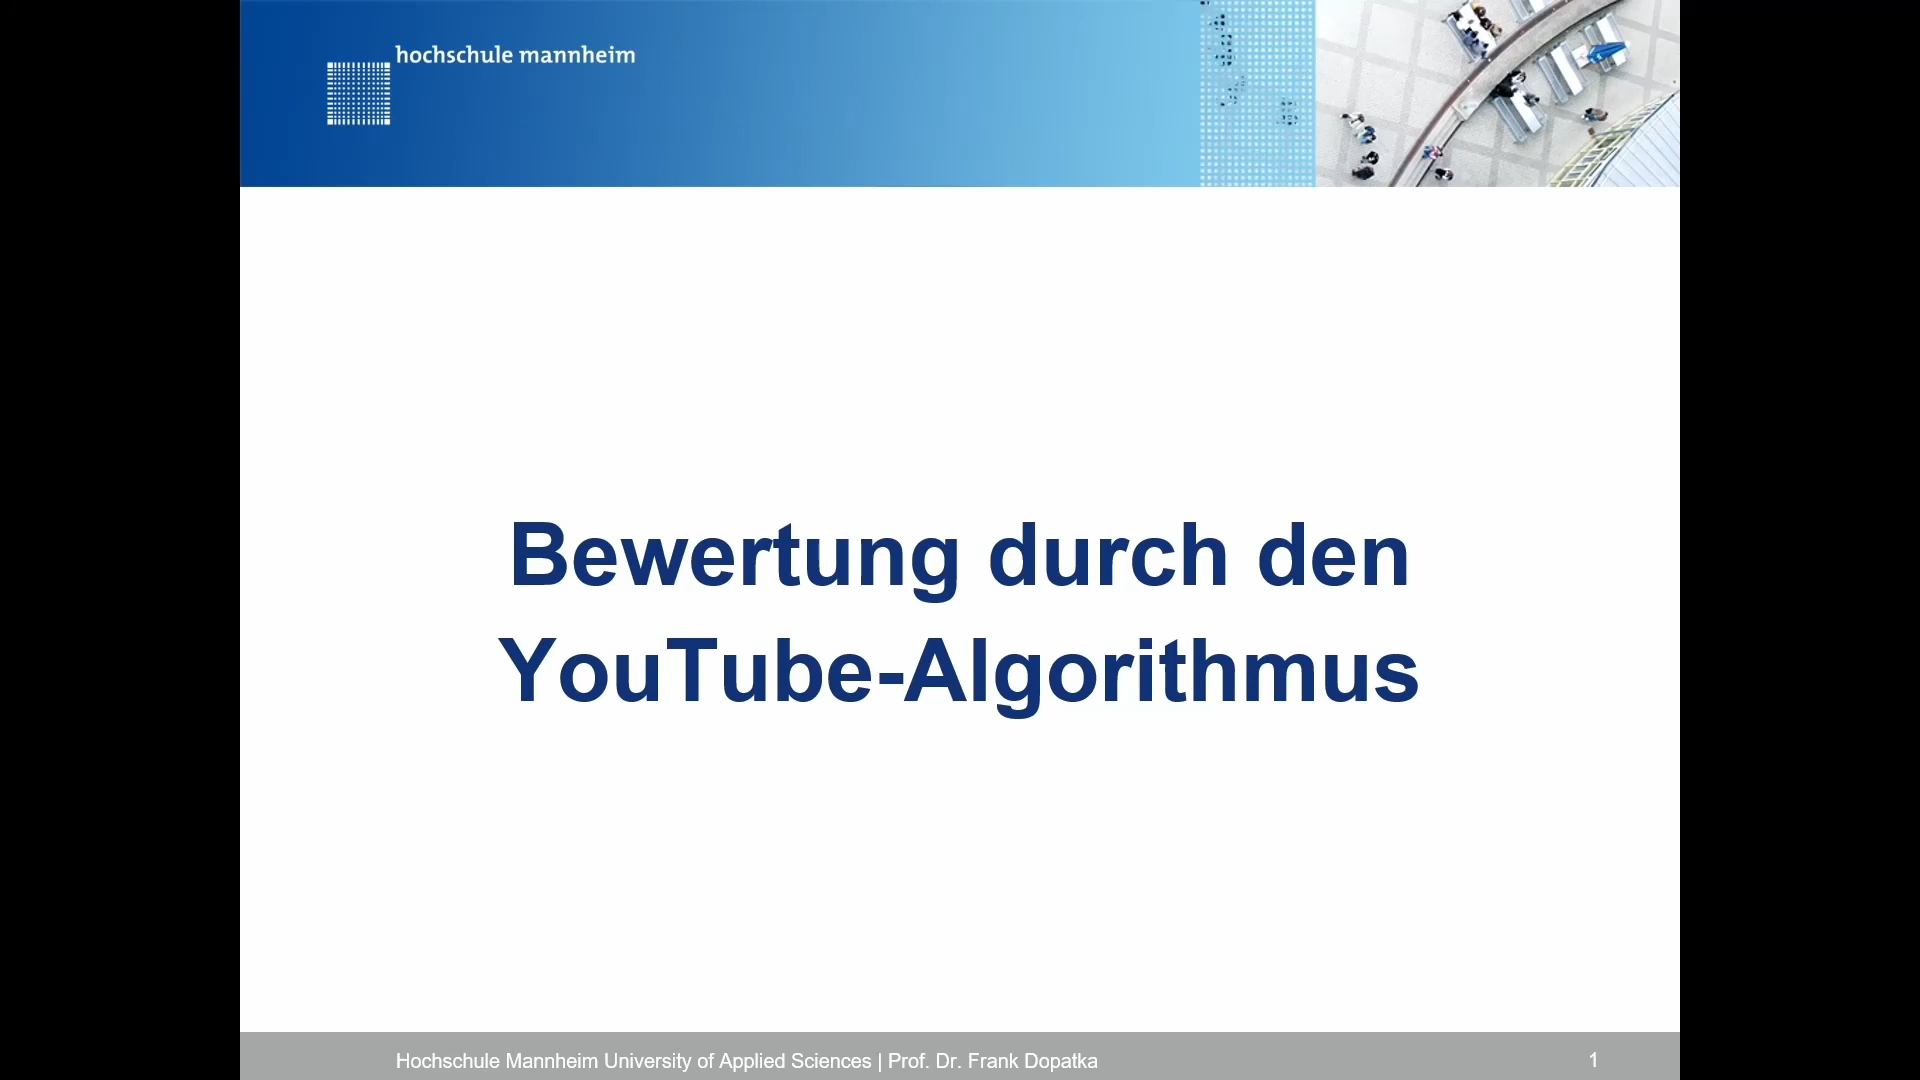 hochschule mannheim
Bewertung durch den
YouTube-Algorithmus
Hochschule Mannheim University of Applied Sciences | Prof. Dr. Frank Dopatka
1